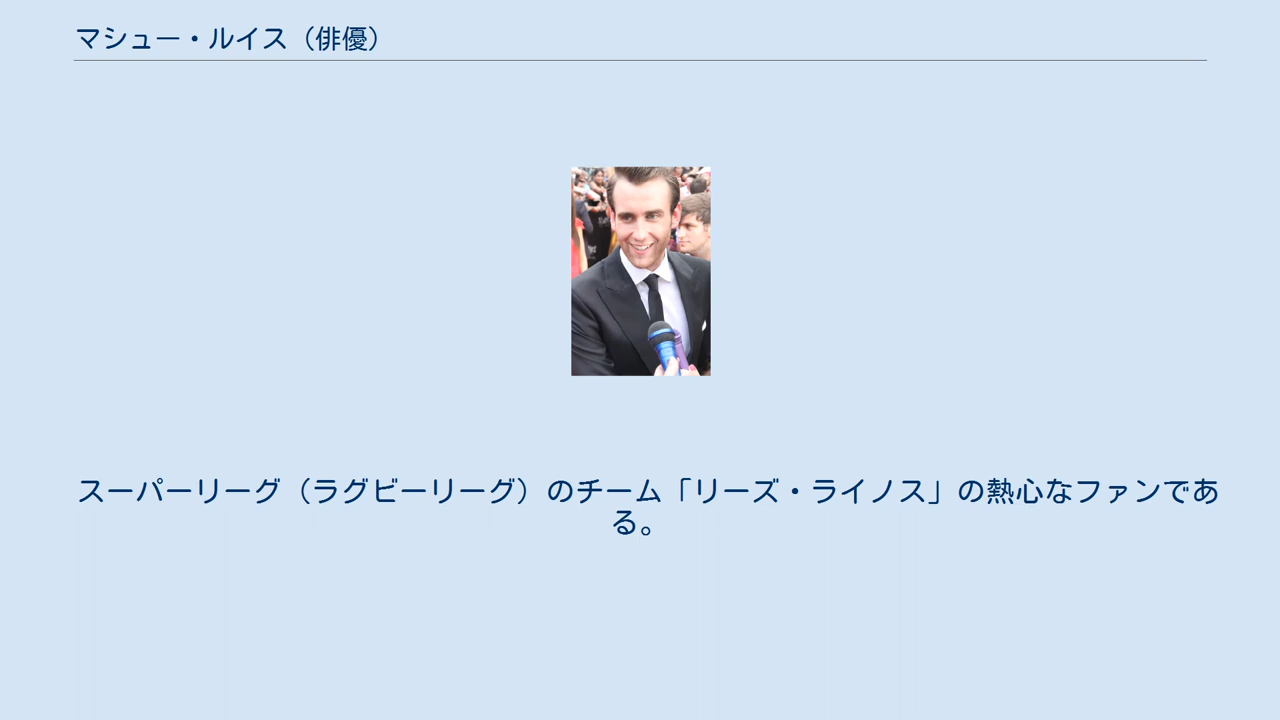 マシュー・ルイス（俳優）
スーパーリーグ（ラグビーリーグ）のチーム「リーズ・ライノス」の熱心なファンであ
る。